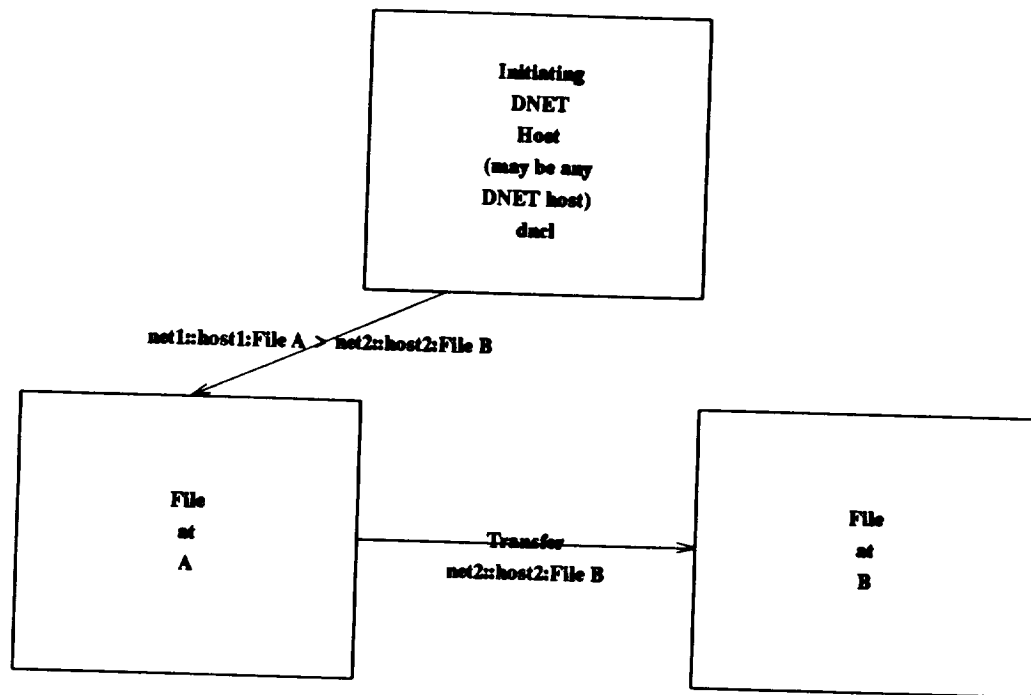 Initiating
DNET
Host
(may be any
DNET host)
dncl
net1::host1:File A > net2::host2:File B
File
at
A
Transfer
net2::host2:File B
File
at
B